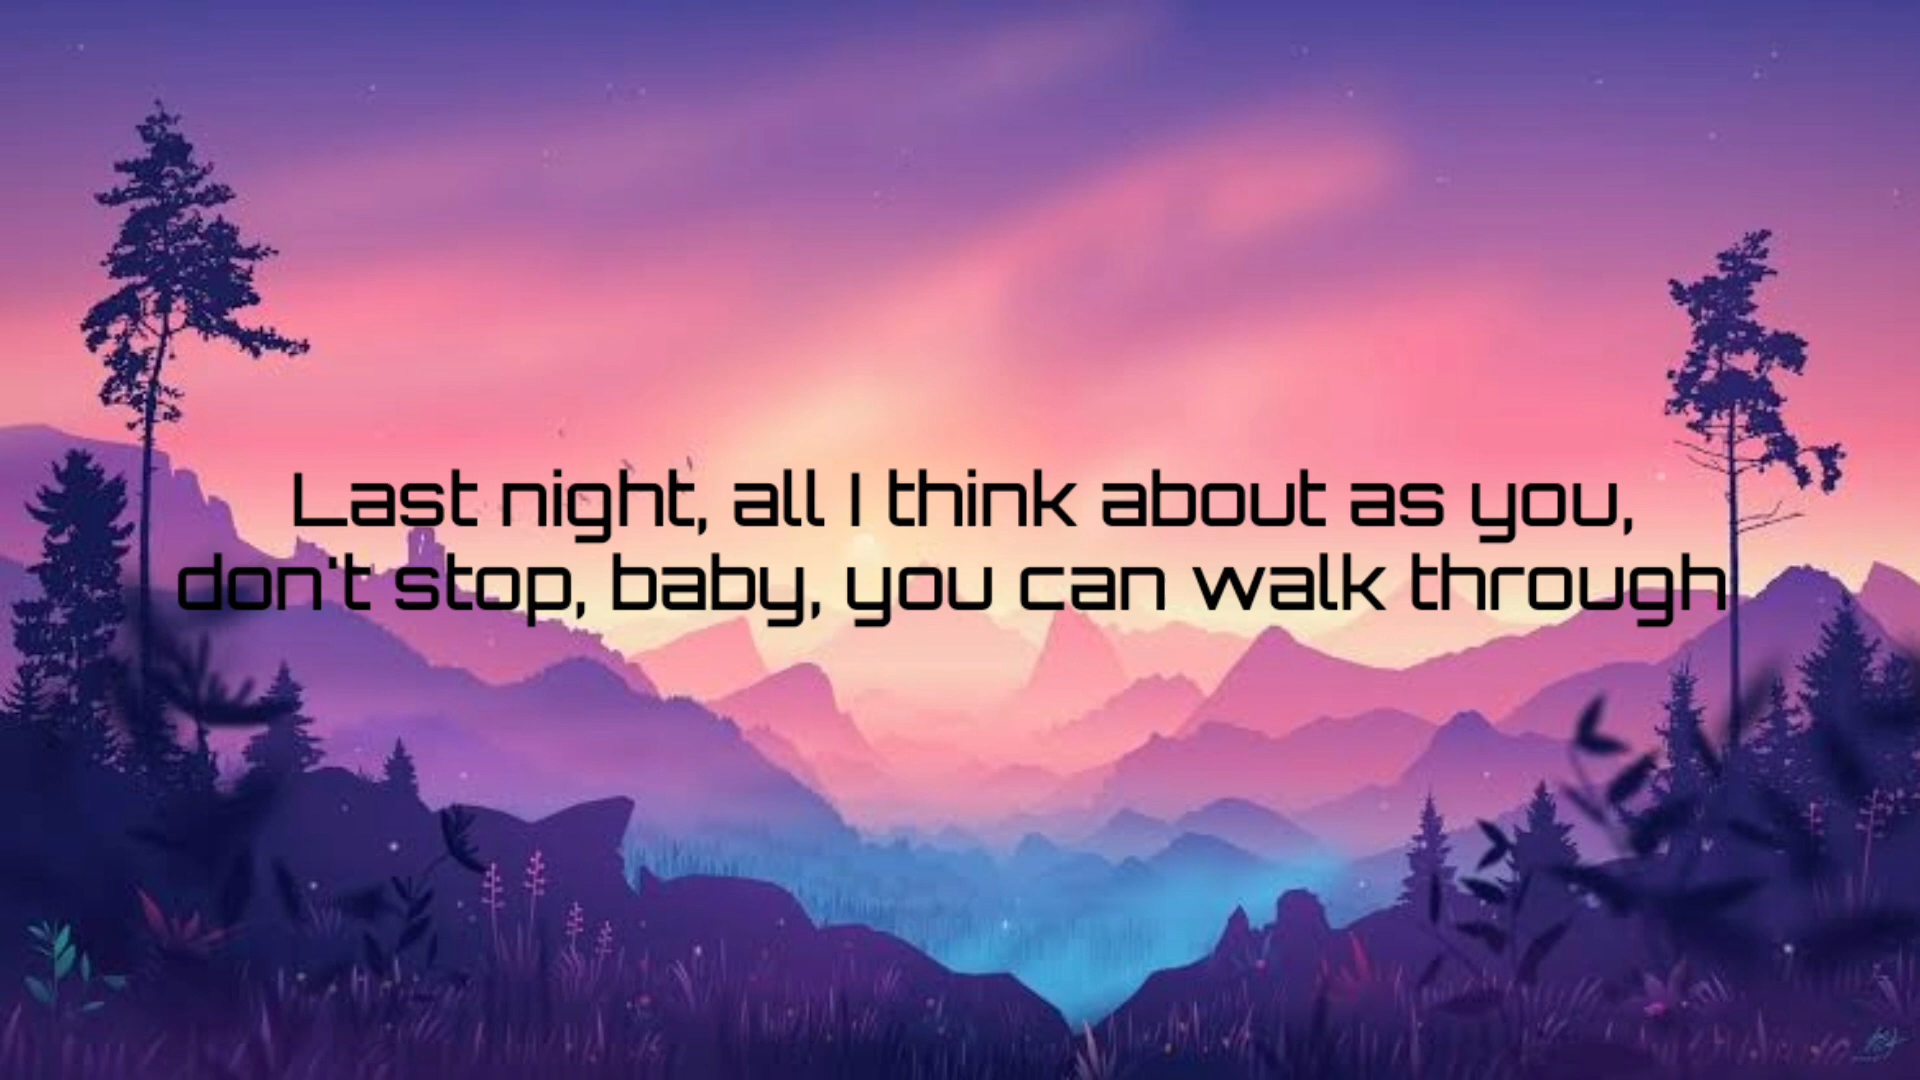 Last night, all I think about as you,
don't stop, baby, you can walk through